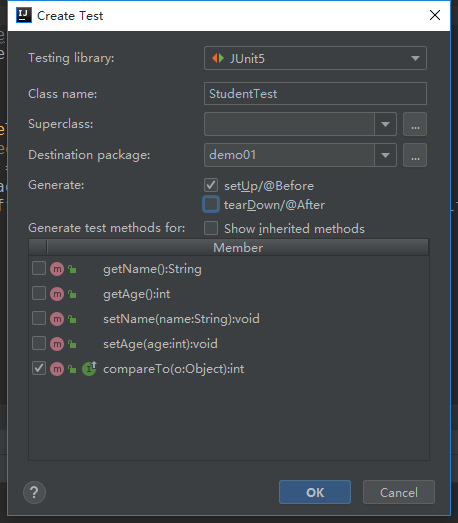 Create Test
Testing library: JUnit5
Class name: StudentTest
Superclass: ...
Destination package: demo01 ...
Generate: setUp/@Before
tearDown/@After
Generate test methods for: Show inherited methods
Member
m getName():String
m getAge():int
m setName(name:String):void
m setAge(age:int):void
m I compareTo(o:Object):int
? OK Cancel